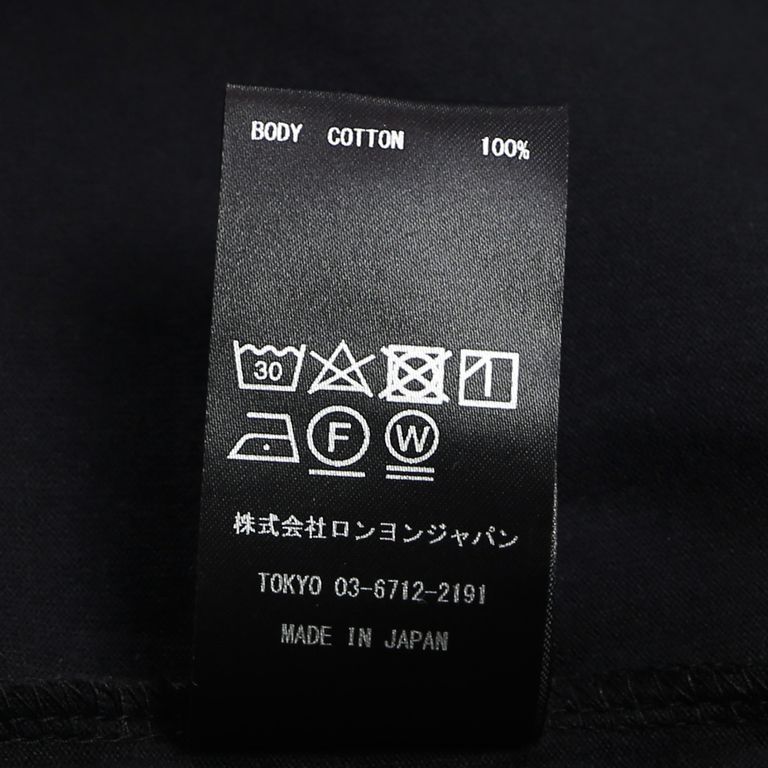 BODY COTTON 100%
30
F W
株式会社ロンヨンジャパン
TOKYO 03-6712-2191
MADE IN JAPAN